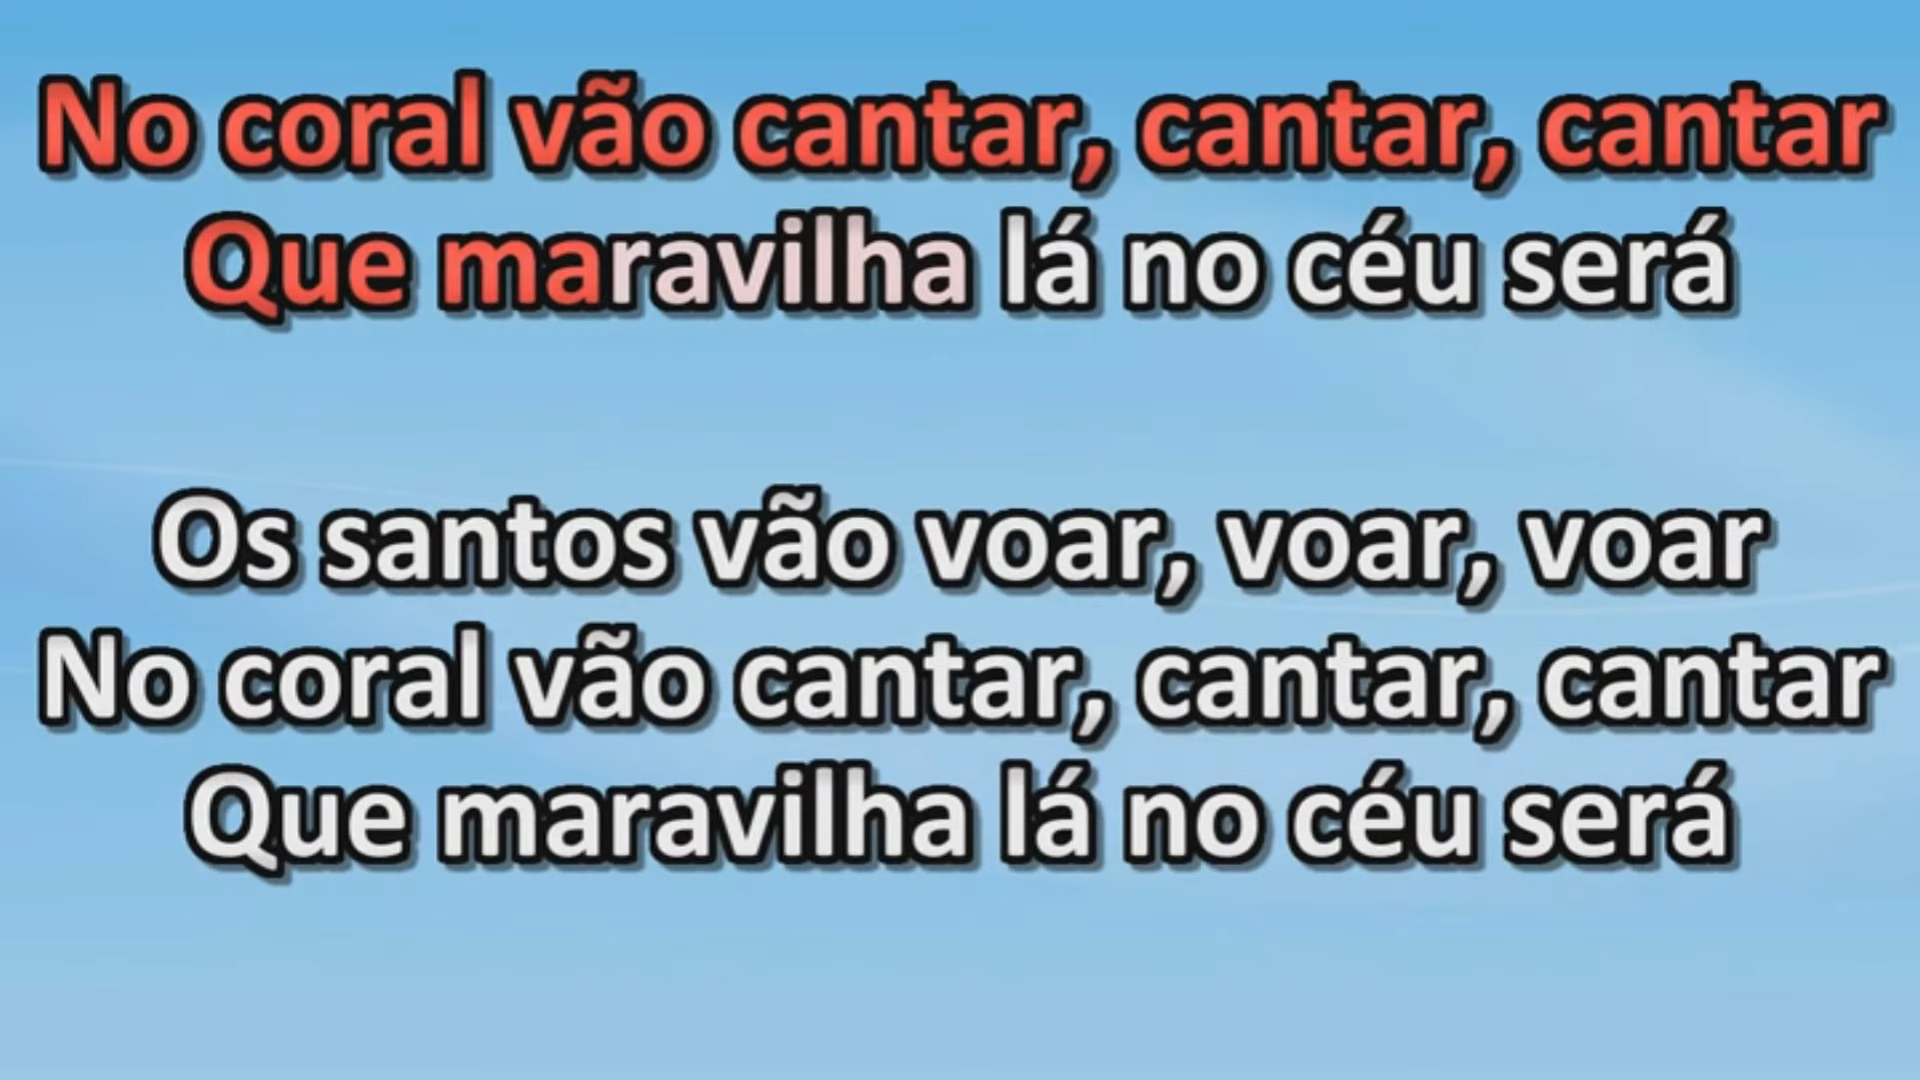 No coral vão cantar, cantar, cantar
Que maravilha lá no céu será
Os santos vão voar, voar, voar
No coral vão cantar, cantar, cantar
Que maravilha lá no céu será